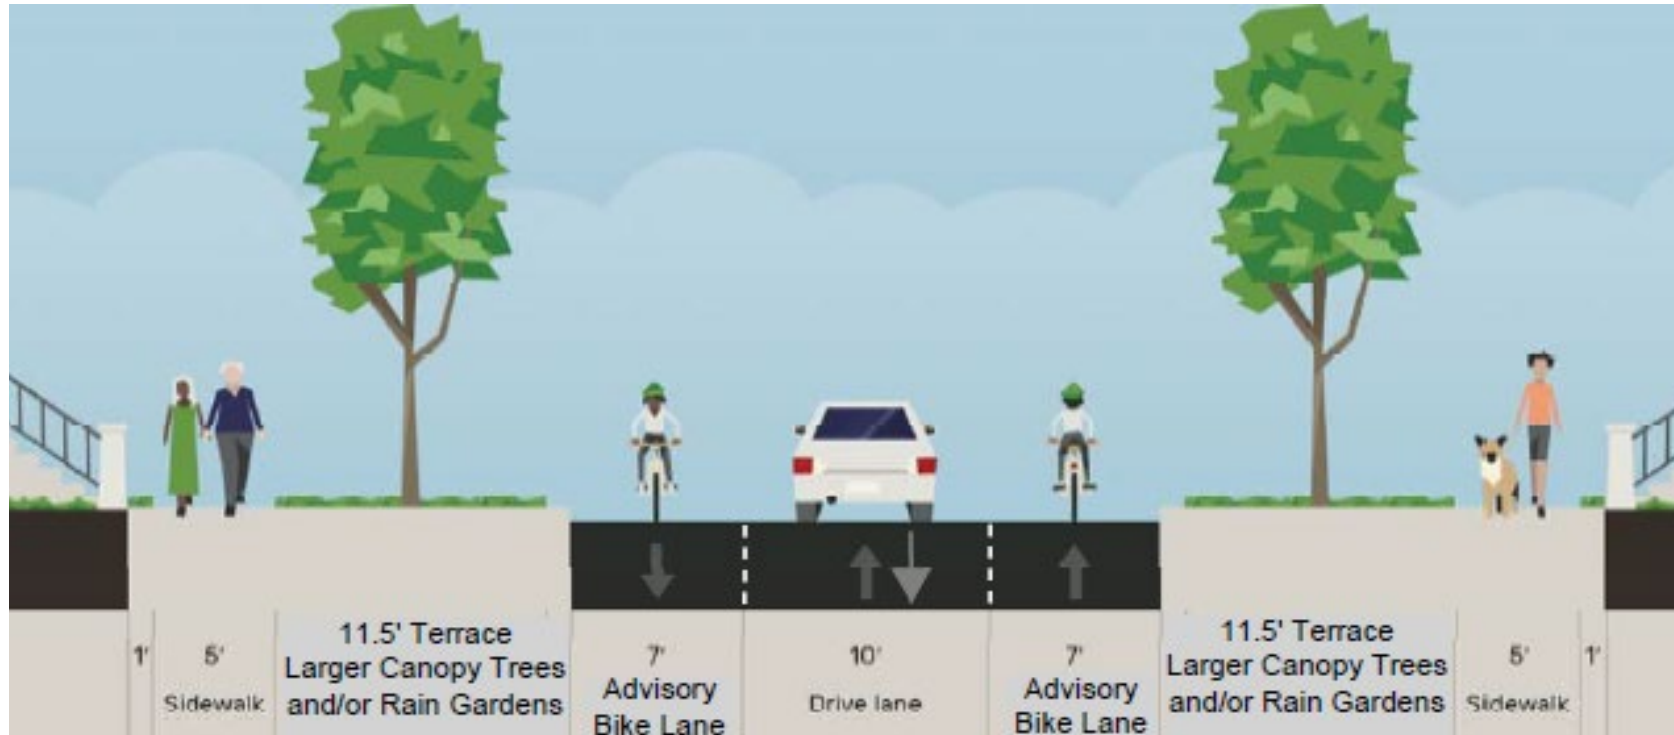 1'
5'
Sidewalk
11.5' Terrace
Larger Canopy Trees
and/or Rain Gardens
7'
Advisory
Bike Lane
10'
Drive lane
7'
Advisory
Bike Lane
11.5' Terrace
Larger Canopy Trees
and/or Rain Gardens
5'
Sidewalk
1'